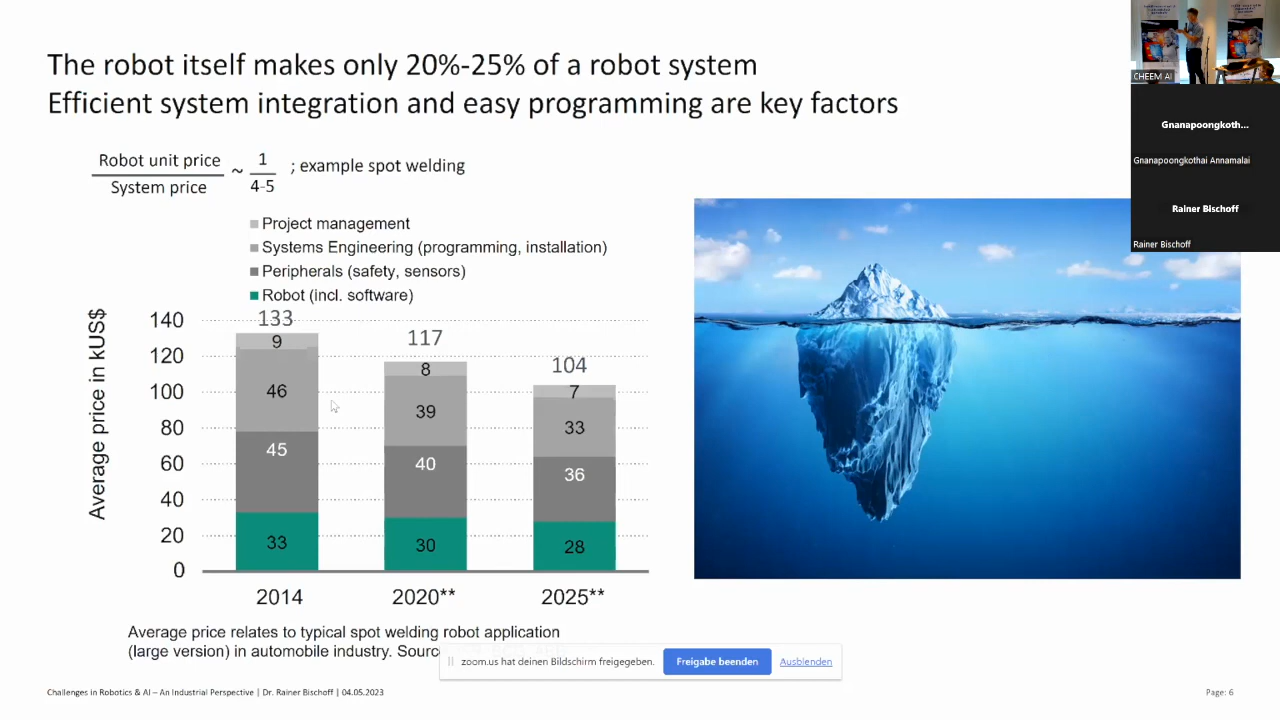 The robot itself makes only 20%-25% of a robot system
Efficient system integration and easy programming are key factors
Robot unit price
System price
~
1
4-5
; example spot welding
Project management
Systems Engineering (programming, installation)
Peripherals (safety, sensors)
Robot (incl. software)
Average price in kUS$
140
120
100
80
60
40
20
0
133
9
46
45
33
117
8
39
40
30
104
7
33
36
28
2014
2020**
2025**
Average price relates to typical spot welding robot application
(large version) in automobile industry. Sourc
zoom.us hat deinen Bildschirm freigegeben.
Freigabe beenden
Ausblenden
Challenges in Robotics & AI – An Industrial Perspective | Dr. Rainer Bischoff | 04.05.2023
Page: 6
CHEEM AI
Gnanapoongkoth...
Gnanapoongkothai Annamalai
Rainer Bischoff
Rainer Bischoff